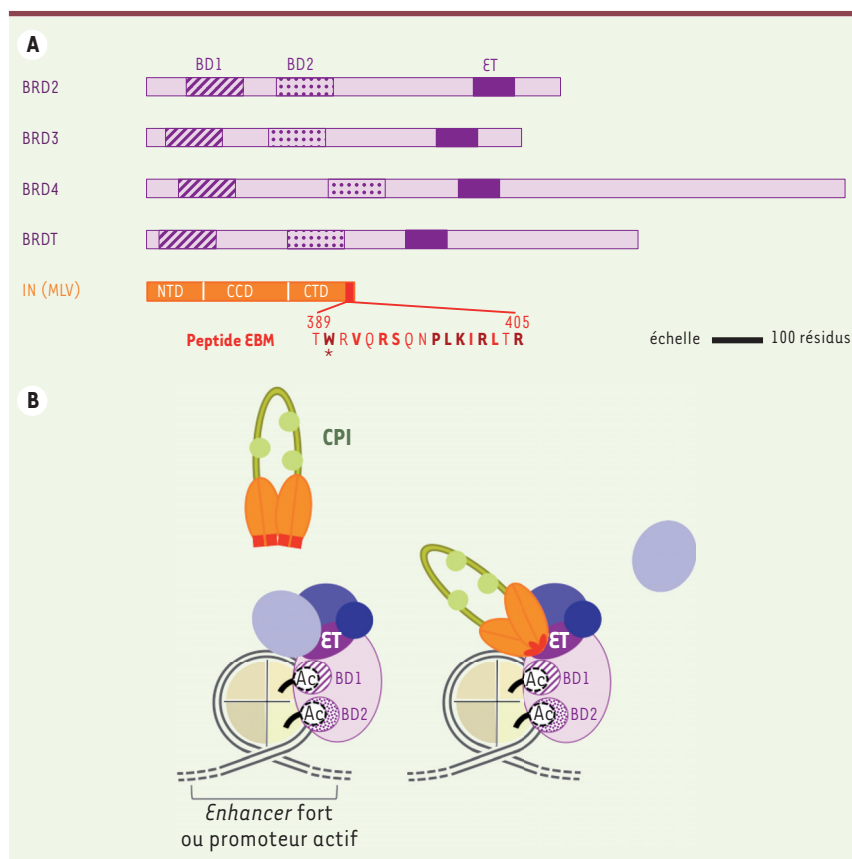 A
BD1 BD2 ET
BRD2
BRD3
BRD4
BRDT
IN (MLV) NTD CCD CTD
389 405
Peptide EBM TWRVQRSQNPLKIRLTR
*
échelle 100 résidus
B
CPI
ET ET
Ac BD1 Ac BD1
Ac BD2 Ac BD2
Enhancer fort
ou promoteur actif